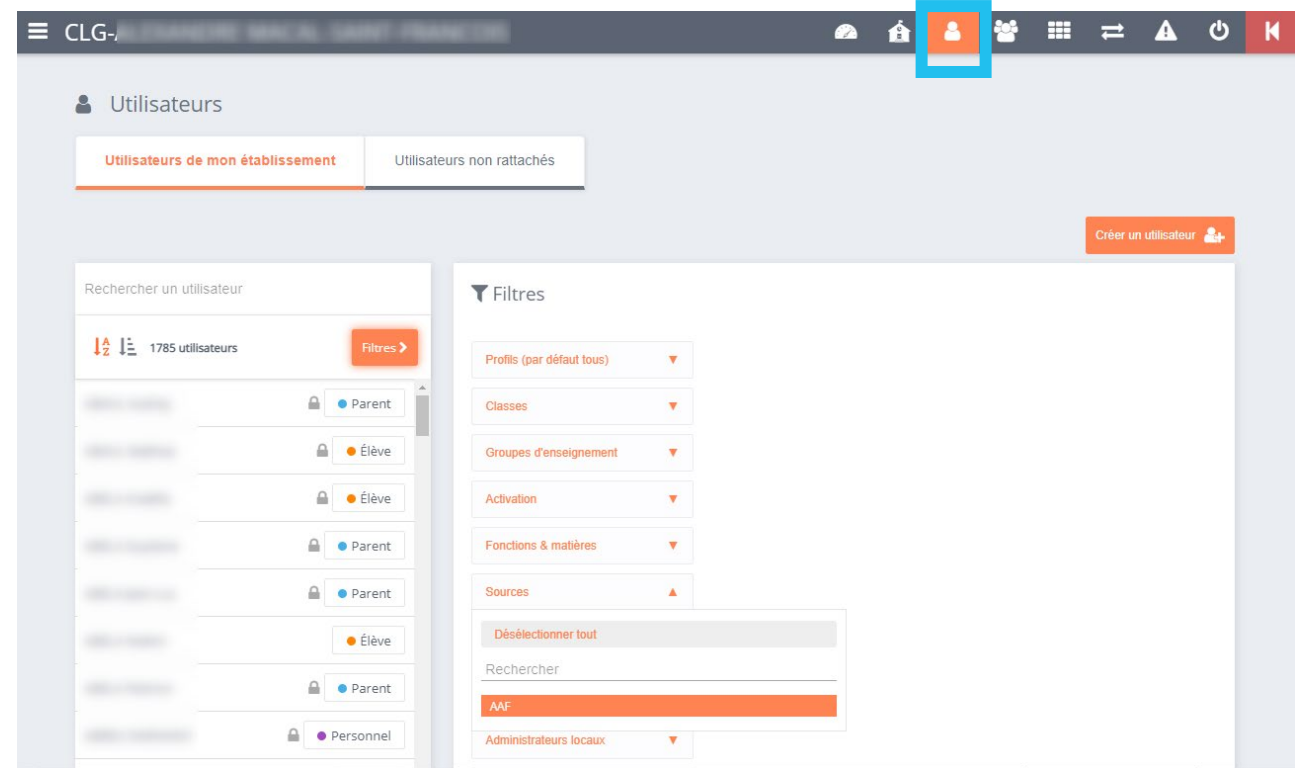 CLG-
Utilisateurs
Utilisateurs de mon établissement
Utilisateurs non rattachés
Créer un utilisateur
Rechercher un utilisateur
1785 utilisateurs
Filtres
Parent
Élève
Élève
Parent
Parent
Élève
Parent
Personnel
Filtres
Profils (par défaut tous)
Classes
Groupes d'enseignement
Activation
Fonctions & matières
Sources
Désélectionner tout
Rechercher
AAF
Administrateurs locaux